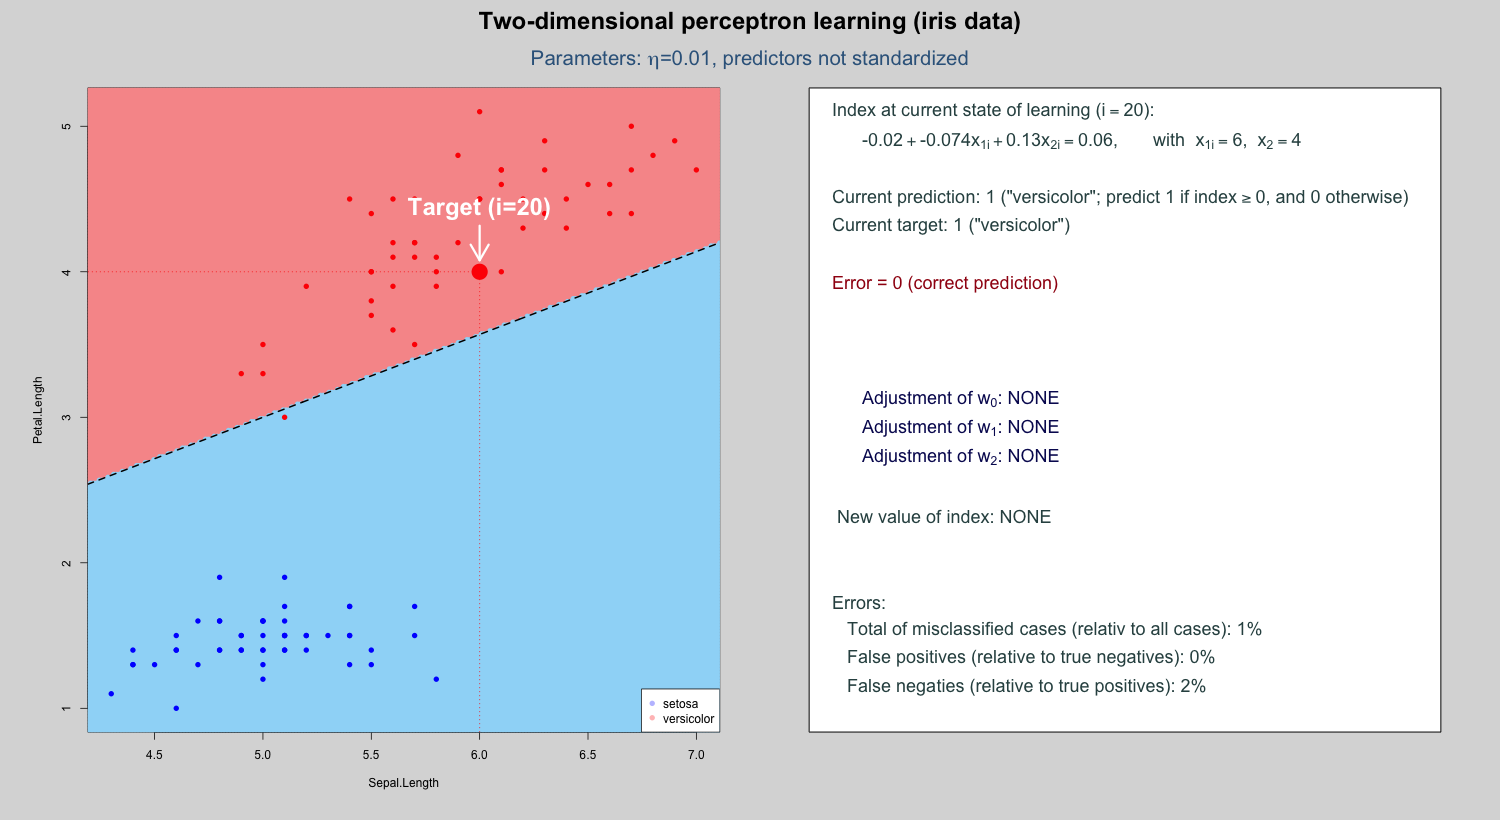 Two-dimensional perceptron learning (iris data)
Parameters: η=0.01, predictors not standardized
5
4
3
2
1
Petal.Length
Target (i=20)
setosa
versicolor
4.5 5.0 5.5 6.0 6.5 7.0
Sepal.Length
Index at current state of learning (i = 20):
-0.02 + -0.074x1i + 0.13x2i = 0.06, with x1i = 6, x2 = 4
Current prediction: 1 ("versicolor"; predict 1 if index ≥ 0, and 0 otherwise)
Current target: 1 ("versicolor")
Error = 0 (correct prediction)
Adjustment of w0: NONE
Adjustment of w1: NONE
Adjustment of w2: NONE
New value of index: NONE
Errors:
Total of misclassified cases (relativ to all cases): 1%
False positives (relative to true negatives): 0%
False negaties (relative to true positives): 2%